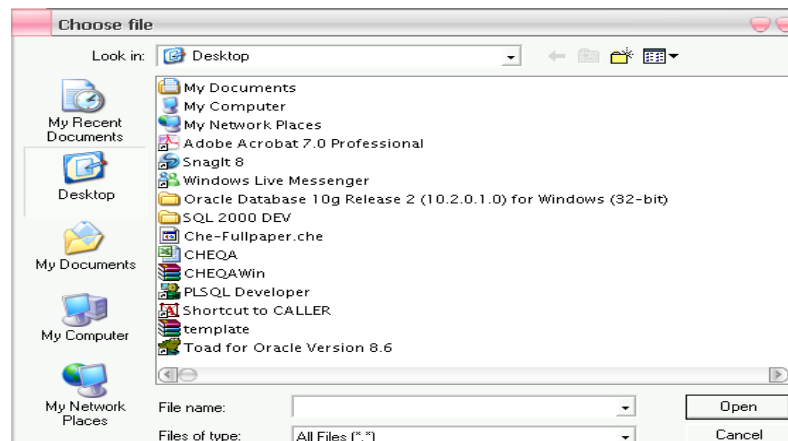 Choose file
Look in: Desktop
My Recent
Documents
Desktop
My Documents
My Computer
My Network
Places
My Documents
My Computer
My Network Places
Adobe Acrobat 7.0 Professional
SnagIt 8
Windows Live Messenger
Oracle Database 10g Release 2 (10.2.0.1.0) for Windows (32-bit)
SQL 2000 DEV
Che-Fullpaper.che
CHEQA
CHEQAWin
PLSQL Developer
Shortcut to CALLER
template
Toad for Oracle Version 8.6
File name:
Open
Files of type: All Files (*.*)
Cancel